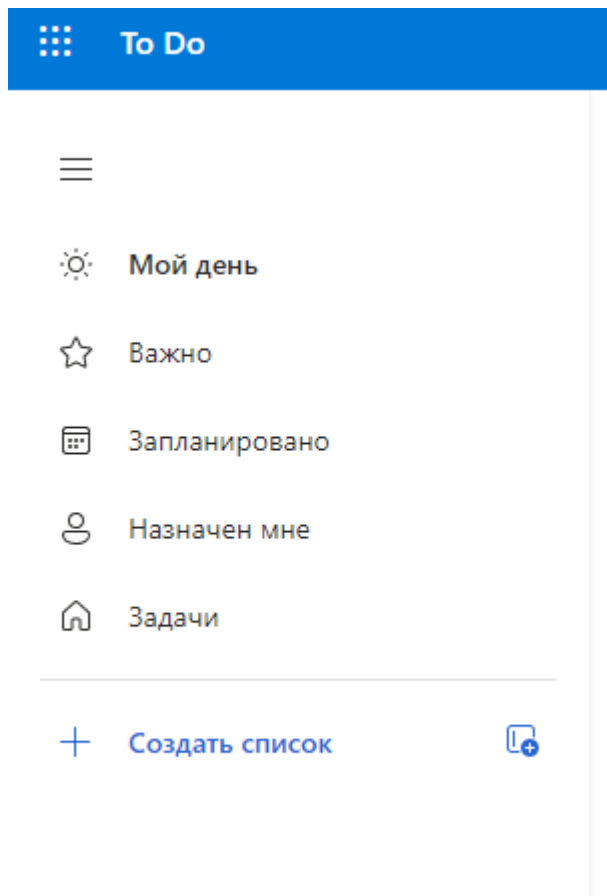 To Do
Мой день
Важно
Запланировано
Назначен мне
Задачи
Создать список